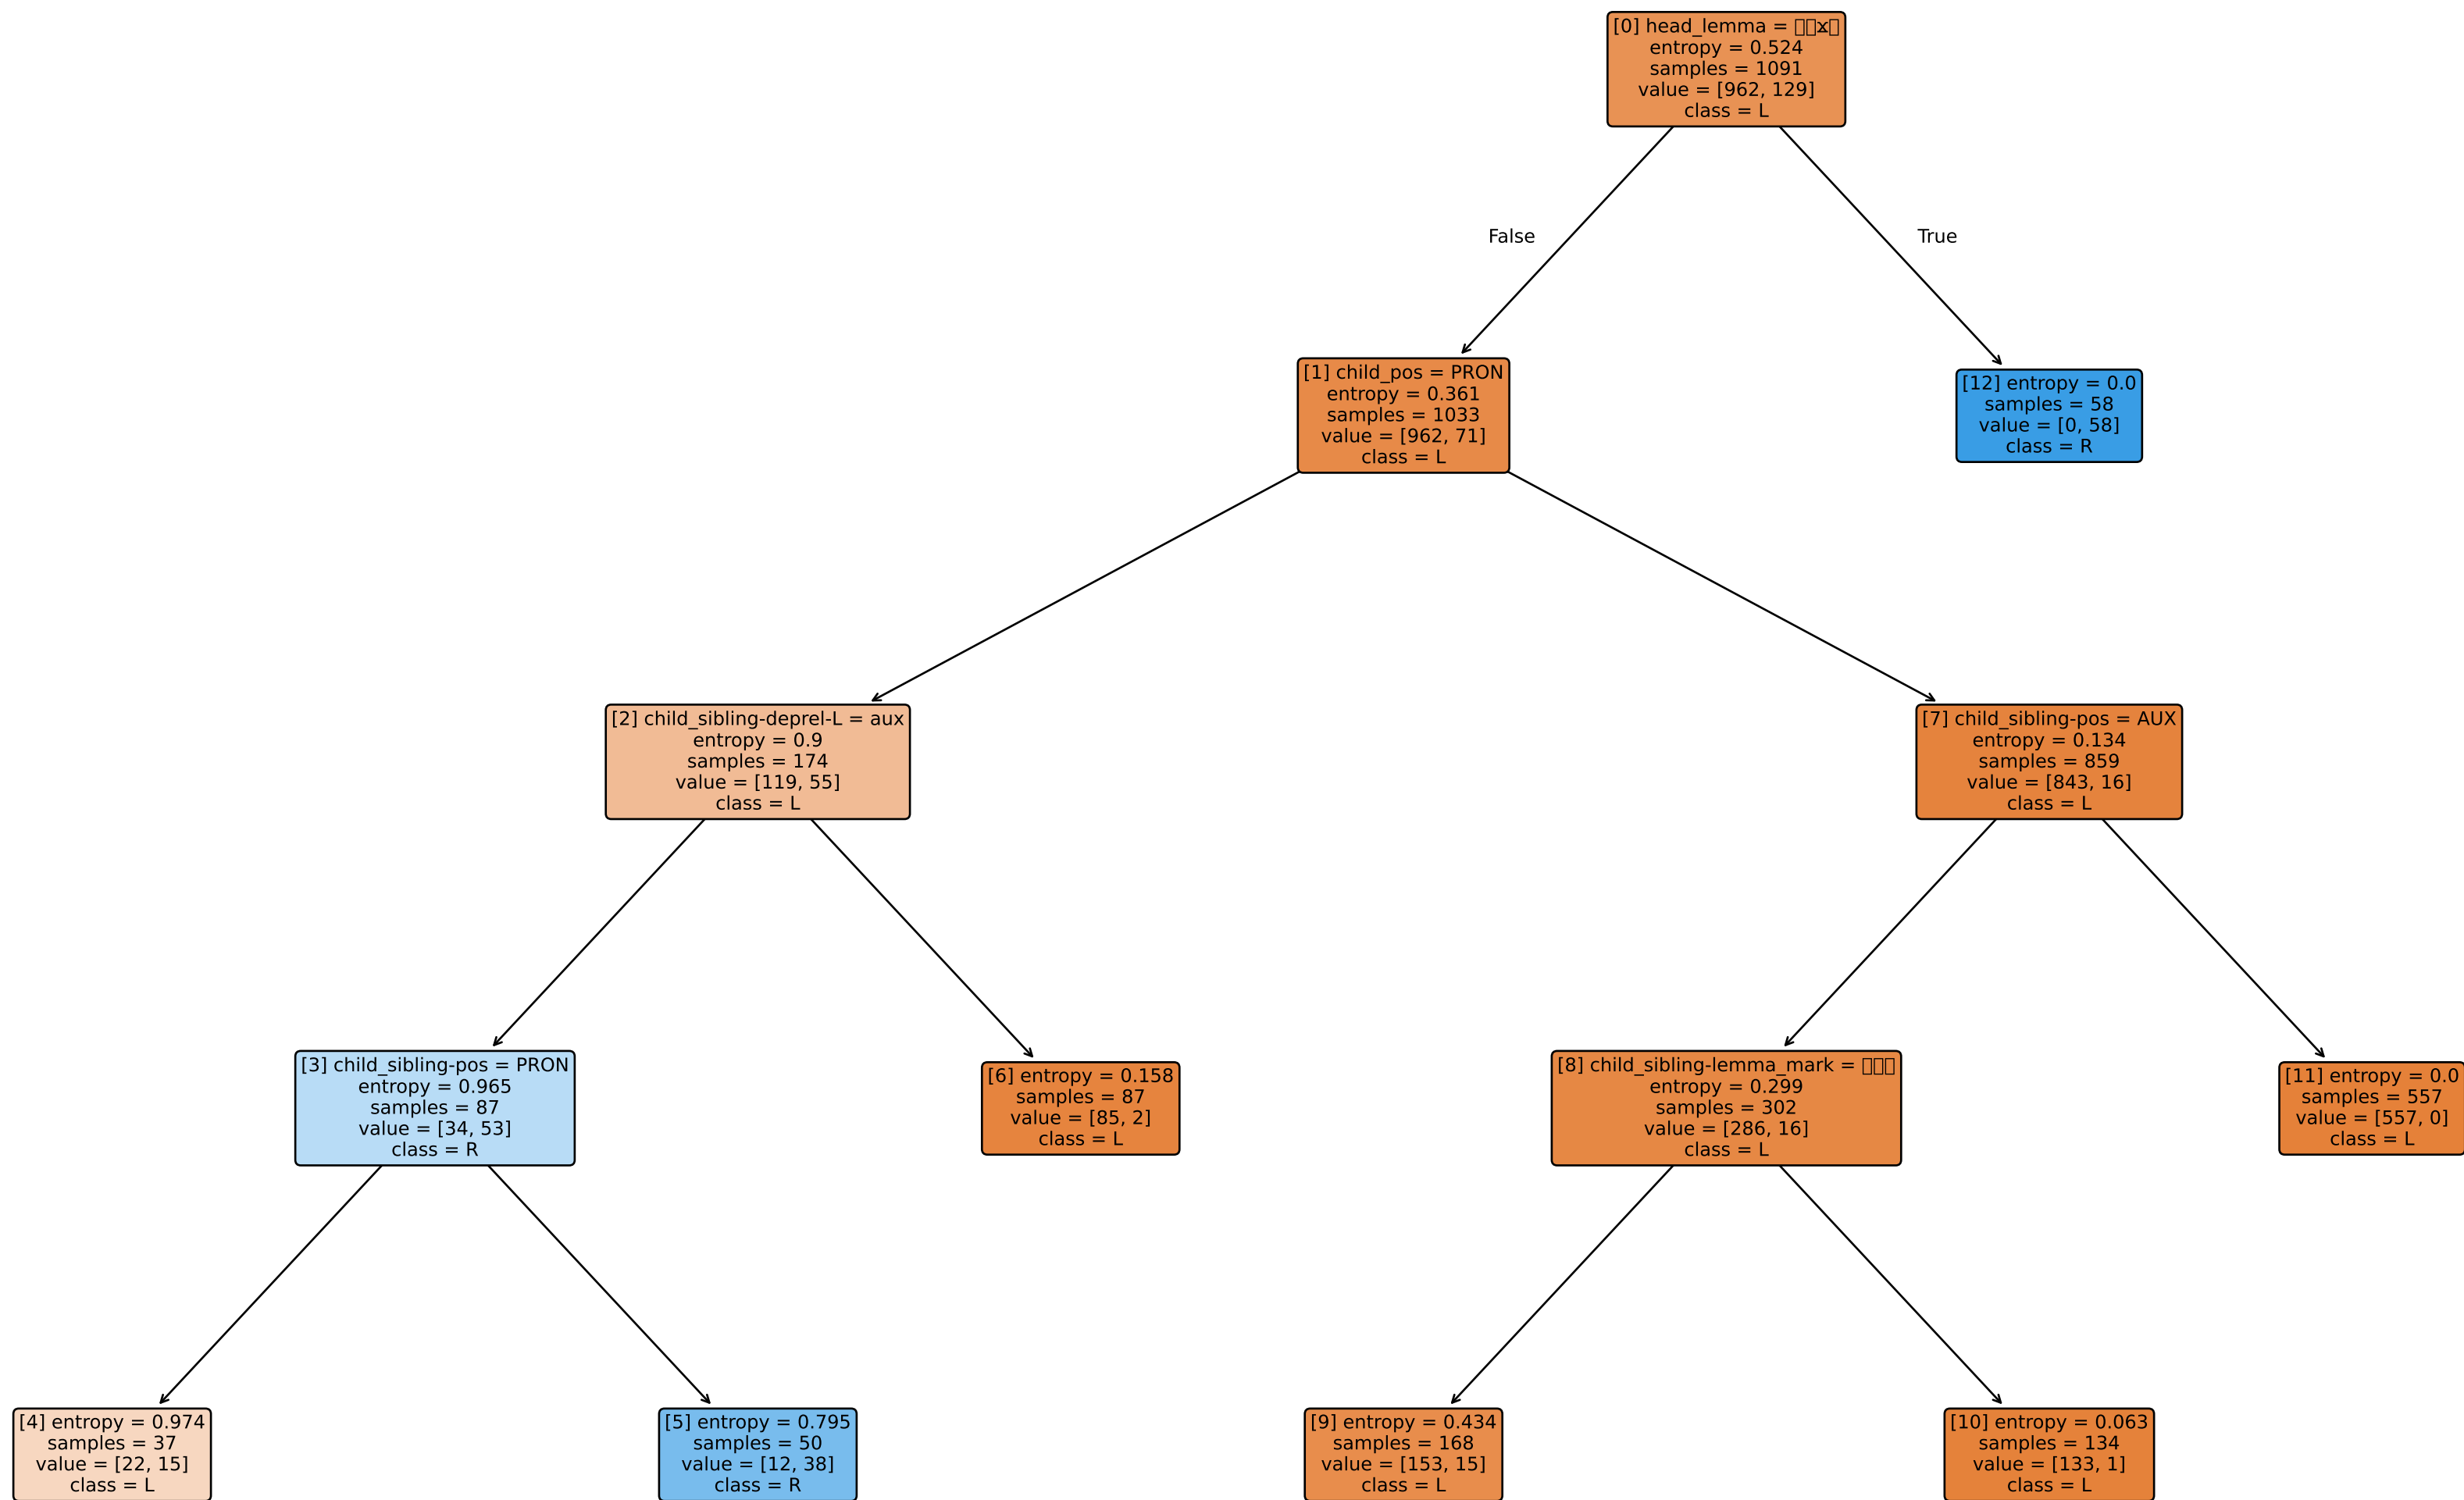 [0] head_lemma = 
entropy = 0.524
samples = 1091
value = [962, 129]
class = L
False
True
[1] child_pos = PRON
entropy = 0.361
samples = 1033
value = [962, 71]
class = L
[12] entropy = 0.0
samples = 58
value = [0, 58]
class = R
[2] child_sibling-deprel-L = aux
entropy = 0.9
samples = 174
value = [119, 55]
class = L
[7] child_sibling-pos = AUX
entropy = 0.134
samples = 859
value = [843, 16]
class = L
[3] child_sibling-pos = PRON
entropy = 0.965
samples = 87
value = [34, 53]
class = R
[6] entropy = 0.158
samples = 87
value = [85, 2]
class = L
[8] child_sibling-lemma_mark = 
entropy = 0.299
samples = 302
value = [286, 16]
class = L
[11] entropy = 0.0
samples = 557
value = [557, 0]
class = L
[4] entropy = 0.974
samples = 37
value = [22, 15]
class = L
[5] entropy = 0.795
samples = 50
value = [12, 38]
class = R
[9] entropy = 0.434
samples = 168
value = [153, 15]
class = L
[10] entropy = 0.063
samples = 134
value = [133, 1]
class = L